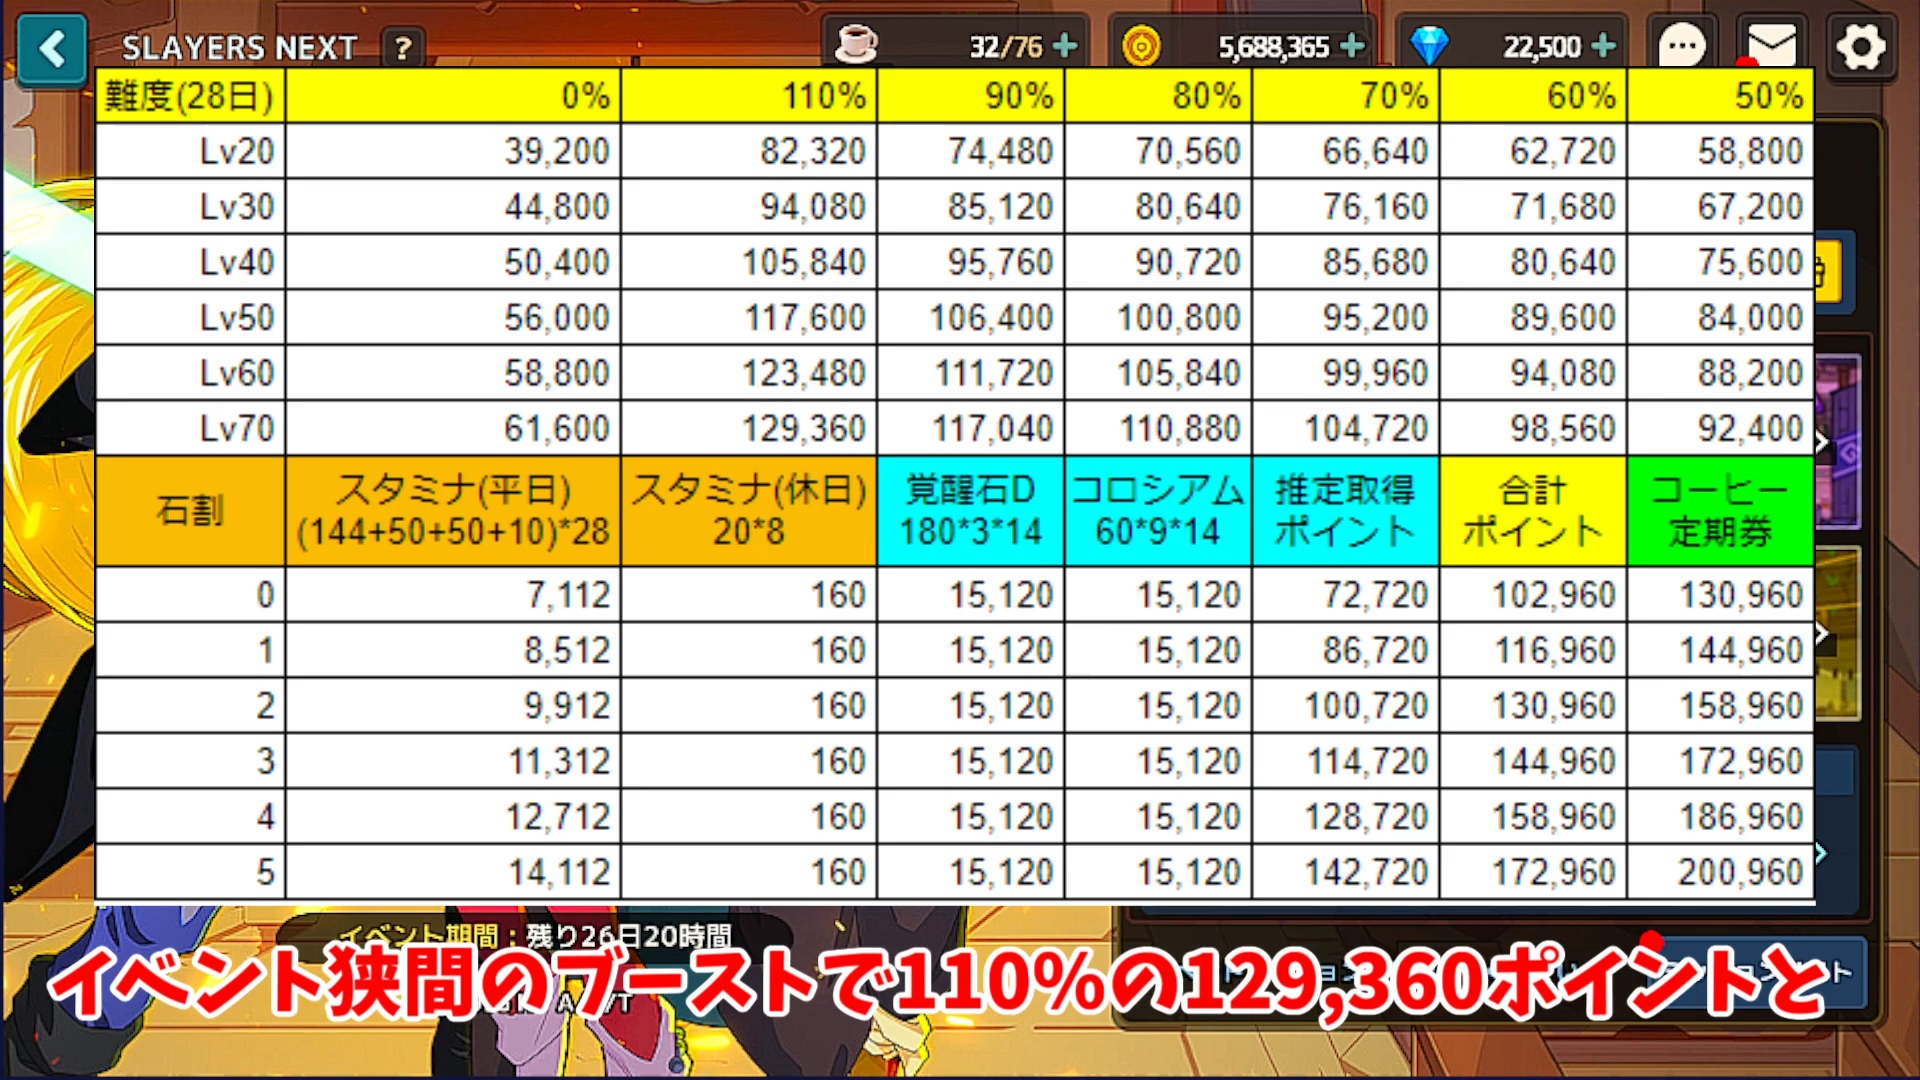 SLAYERS NEXT ? 32/76 + 5,688,365 + 22,500 +
難度(28日) 0% 110% 90% 80% 70% 60% 50%
Lv20 39,200 82,320 74,480 70,560 66,640 62,720 58,800
Lv30 44,800 94,080 85,120 80,640 76,160 71,680 67,200
Lv40 50,400 105,840 95,760 90,720 85,680 80,640 75,600
Lv50 56,000 117,600 106,400 100,800 95,200 89,600 84,000
Lv60 58,800 123,480 111,720 105,840 99,960 94,080 88,200
Lv70 61,600 129,360 117,040 110,880 104,720 98,560 92,400
石割 スタミナ(平日) スタミナ(休日) 覚醒石D コロシアム 推定取得 合計 コーヒー
(144+50+50+10)*28 20*8 180*3*14 60*9*14 ポイント ポイント 定期券
0 7,112 160 15,120 15,120 72,720 102,960 130,960
1 8,512 160 15,120 15,120 86,720 116,960 144,960
2 9,912 160 15,120 15,120 100,720 130,960 158,960
3 11,312 160 15,120 15,120 114,720 144,960 172,960
4 12,712 160 15,120 15,120 128,720 158,960 186,960
5 14,112 160 15,120 15,120 142,720 172,960 200,960
イベント期間：残り26日20時間
イベント狭間のブーストで110%の129,360ポイントと